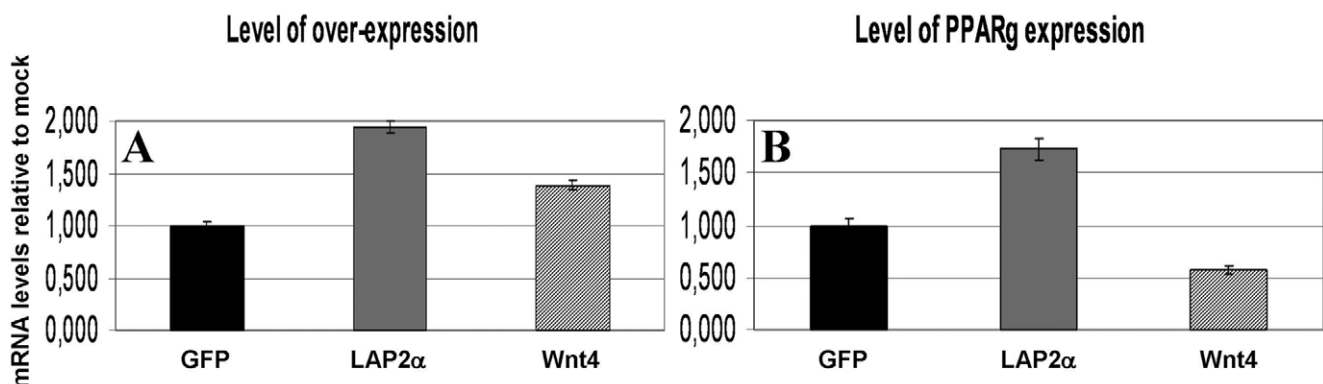 Level of over-expression
Level of PPARg expression
mRNA levels relative to mock
A
2,000
1,500
1,000
0,500
0,000
GFP LAP2α Wnt4
B
2,000
1,500
1,000
0,500
0,000
GFP LAP2α Wnt4